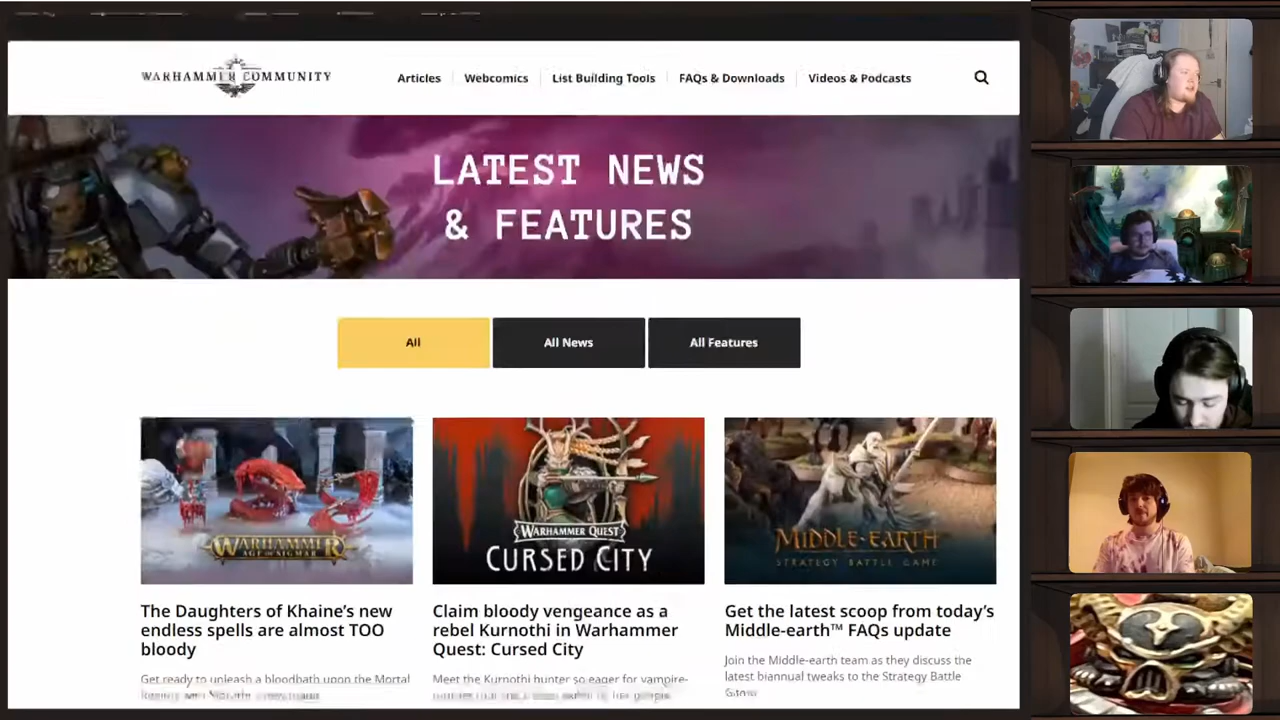 WARHAMMER COMMUNITY
Articles
Webcomics
List Building Tools
FAQs & Downloads
Videos & Podcasts
LATEST NEWS
& FEATURES
All
All News
All Features
WARHAMMER
AGE OF SIGMAR
WARHAMMER QUEST
CURSED CITY
MIDDLE-EARTH
STRATEGY BATTLE GAME
The Daughters of Khaine's new
endless spells are almost TOO
bloody
Get ready to unleash a bloodbath upon the Mortal
Claim bloody vengeance as a
rebel Kurnothi in Warhammer
Quest: Cursed City
Meet the Kurnothi hunter so eager for vampire-
Get the latest scoop from today's
Middle-earth™ FAQs update
Join the Middle-earth team as they discuss the
latest biannual tweaks to the Strategy Battle
Game.